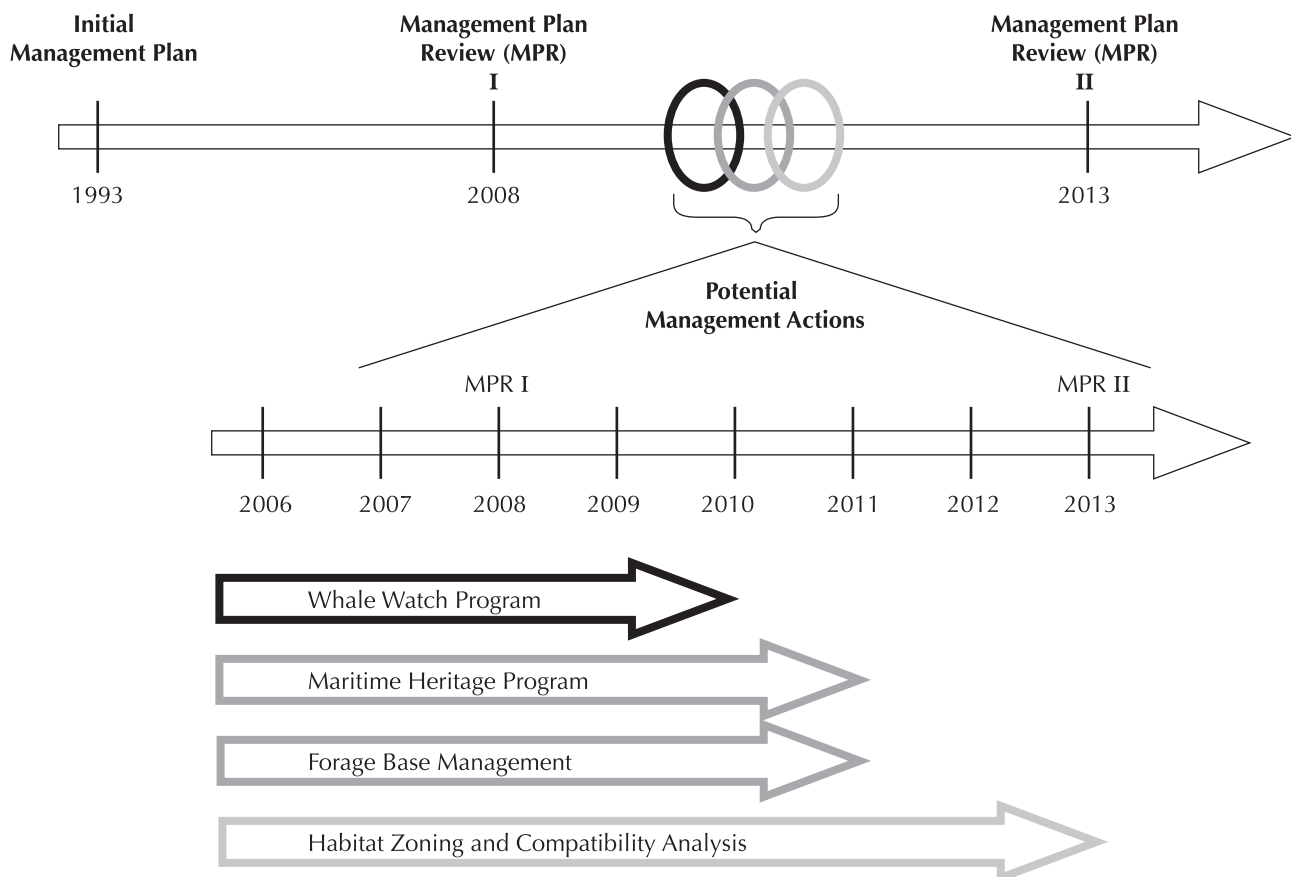 Initial
Management Plan
Management Plan
Review (MPR)
I
Management Plan
Review (MPR)
II
1993
2008
2013
Potential
Management Actions
MPR I
MPR II
2006
2007
2008
2009
2010
2011
2012
2013
Whale Watch Program
Maritime Heritage Program
Forage Base Management
Habitat Zoning and Compatibility Analysis